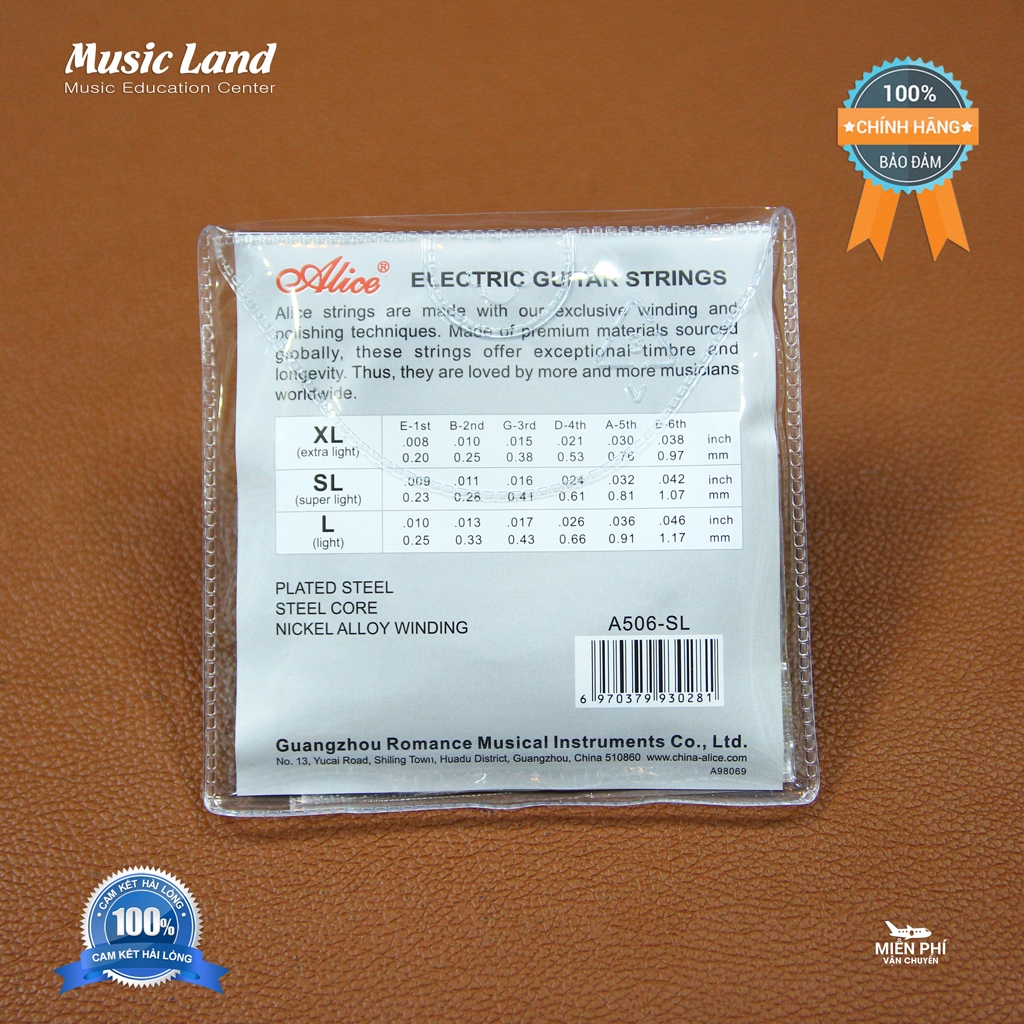 Music Land
Music Education Center
100%
CHÍNH HÃNG
BẢO ĐẢM
Alice® ELECTRIC GUITAR STRINGS
Alice strings are made with our exclusive winding and
polishing techniques. Made of premium materials sourced
globally, these strings offer exceptional timbre and
longevity. Thus, they are loved by more and more musicians
worldwide.
E-1st B-2nd G-3rd D-4th A-5th E-6th
XL .008 .010 .015 .021 .030 .038 inch
(extra light) 0.20 0.25 0.38 0.53 0.76 0.97 mm
SL .009 .011 .016 .024 .032 .042 inch
(super light) 0.23 0.28 0.41 0.61 0.81 1.07 mm
L .010 .013 .017 .026 .036 .046 inch
(light) 0.25 0.33 0.43 0.66 0.91 1.17 mm
PLATED STEEL
STEEL CORE
NICKEL ALLOY WINDING
A506-SL
6 970379 930281
Guangzhou Romance Musical Instruments Co., Ltd.
No. 13, Yucai Road, Shiling Town, Huadu District, Guangzhou, China 510860 www.china-alice.com
A98069
CAM KẾT HÀI LÒNG
100%
CAM KẾT HÀI LÒNG
MIỄN PHÍ
VẬN CHUYỂN